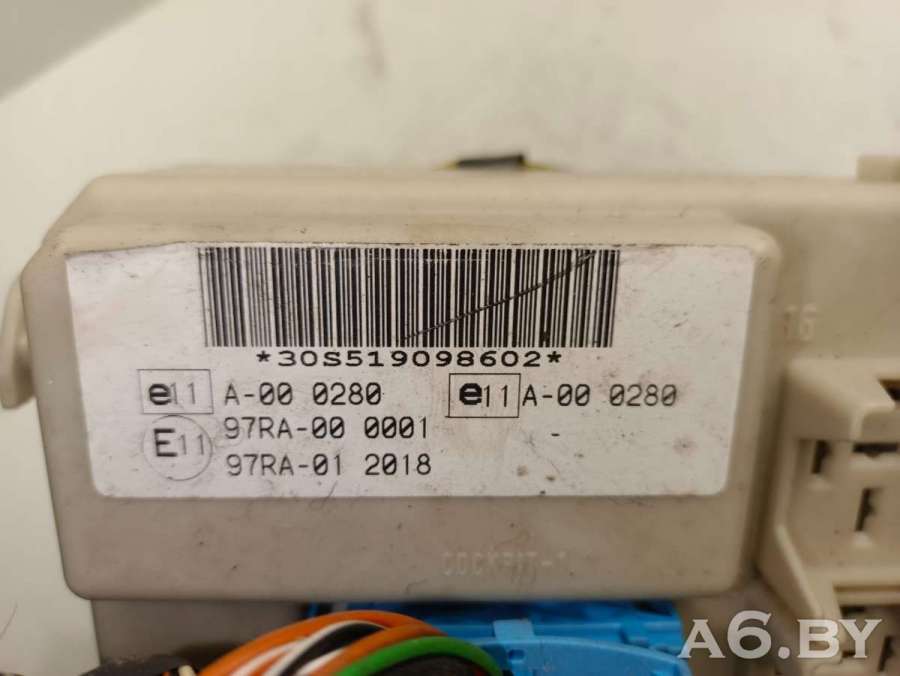 *30S519098602*
e11 A-00 0280 e11 A-00 0280
E11 97RA-00 0001
97RA-01 2018
16
A6.BY